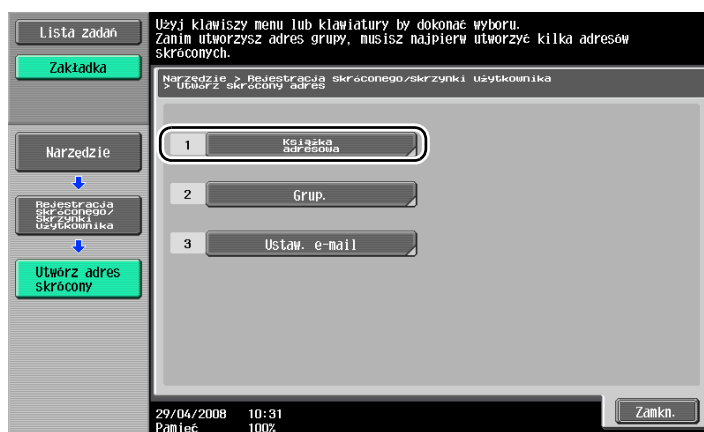 Lista zadań
Zakładka
Użyj klawiszy menu lub klawiatury by dokonać wyboru.
Zanim utworzysz adres grupy, musisz najpierw utworzyć kilka adresów
skróconych.
Narzędzie > Rejestracja skróconego/skrzynki użytkownika
> Utwórz skrócony adres
Narzędzie
Rejestracja
skróconego/
skrzynki
użytkownika
Utwórz adres
skrócony
1 Książka
adresowa
2 Grup.
3 Ustaw. e-mail
29/04/2008 10:31
Pamięć 100%
Zamkn.